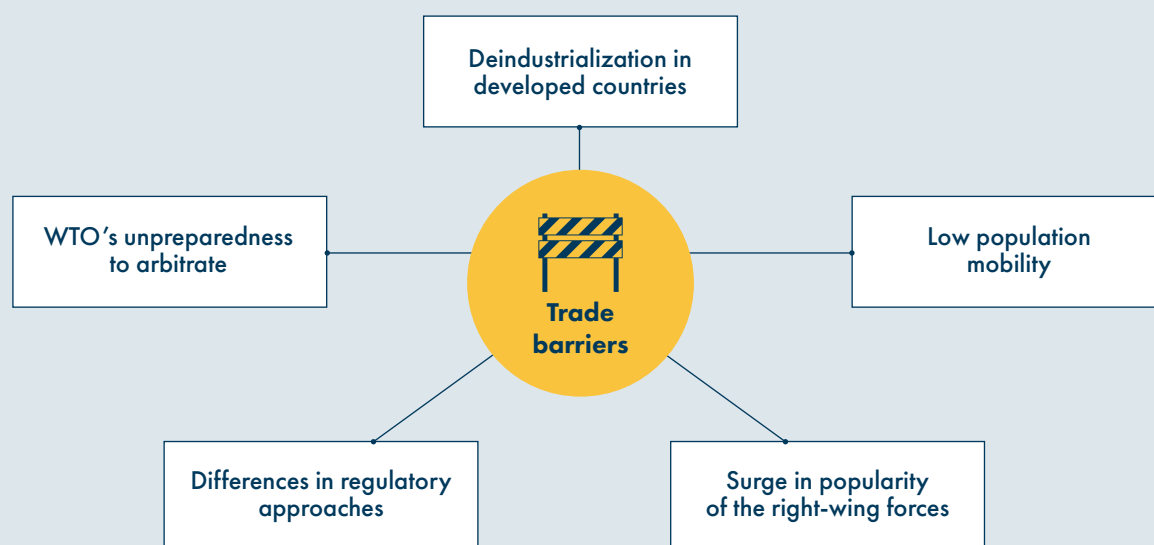 Deindustrialization in
developed countries
WTO's unpreparedness
to arbitrate
Low population
mobility
Trade
barriers
Differences in regulatory
approaches
Surge in popularity
of the right-wing forces